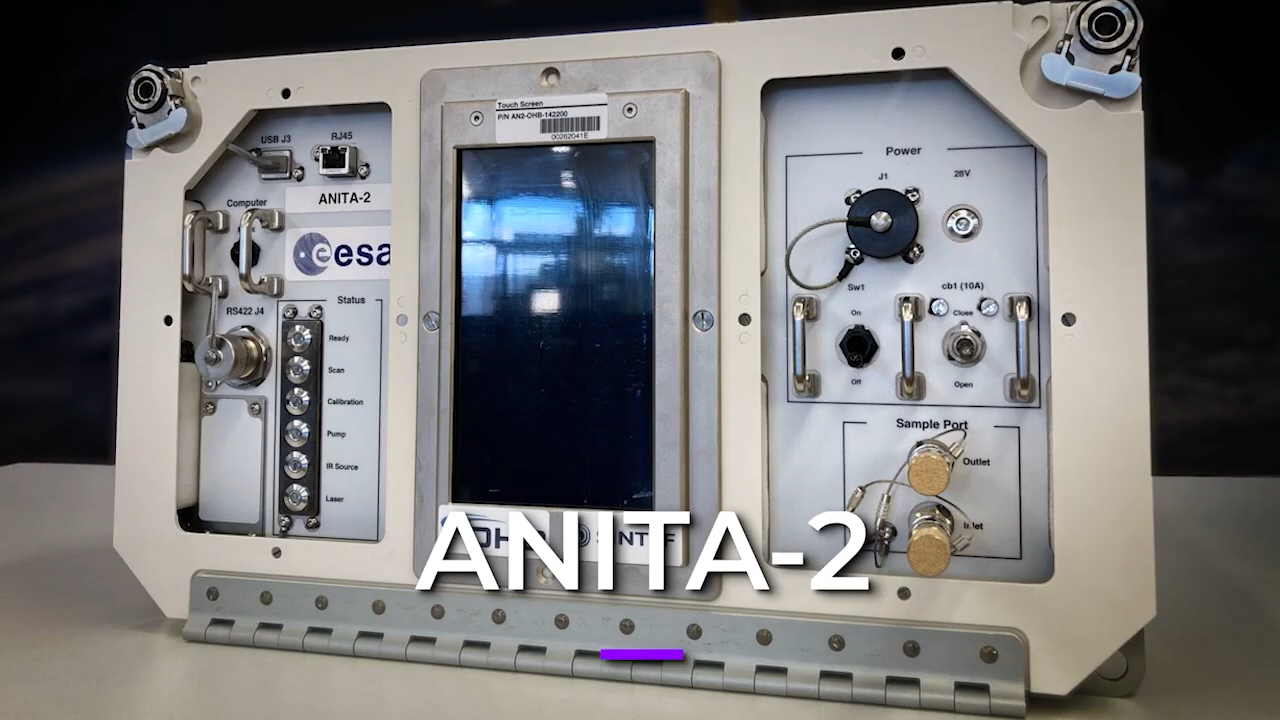 Touch Screen
P/N AN2-OHB-142200
00262041E
USB J3
RJ45
ANITA-2
Computer
esa
RS422 J4
Status
Ready
Scan
Calibration
Pump
IR Source
Laser
Power
J1
28V
Sw1
On
Off
cb1 (10A)
Close
Open
Sample Port
Outlet
Inlet
ANITA-2